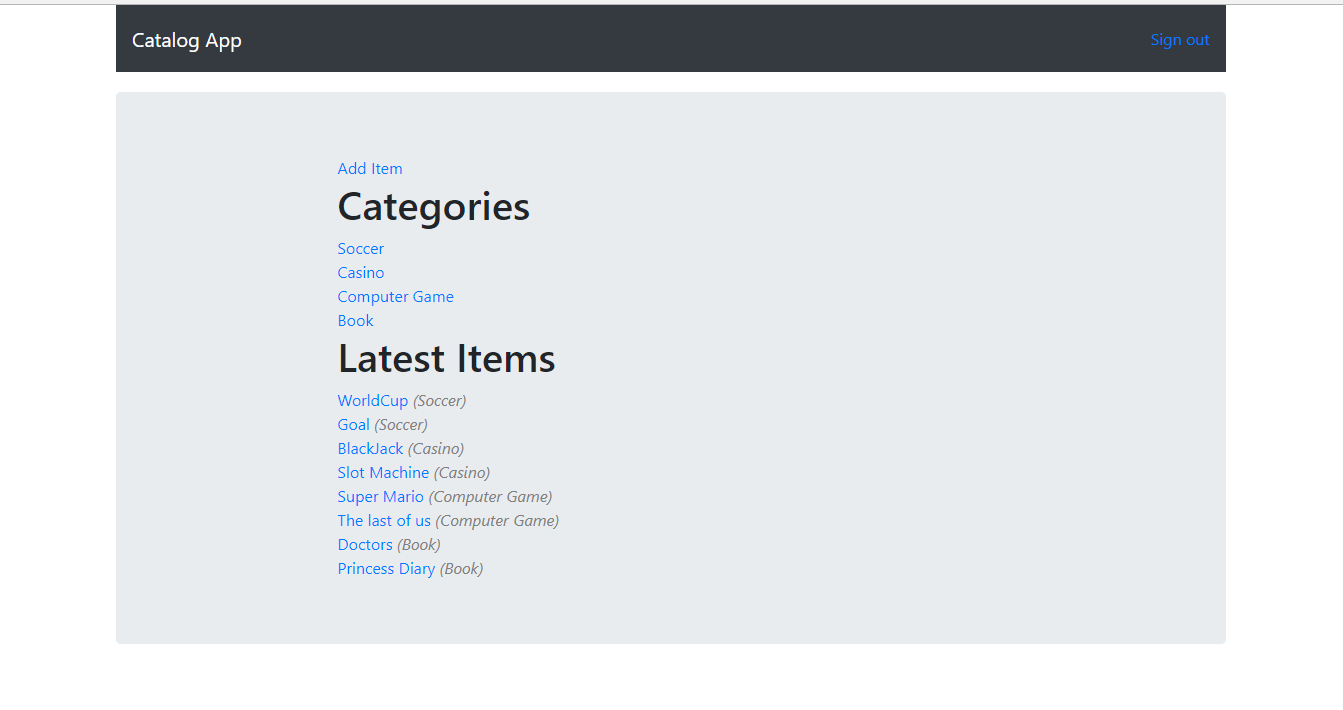 Catalog App
Sign out
Add Item
Categories
Soccer
Casino
Computer Game
Book
Latest Items
WorldCup (Soccer)
Goal (Soccer)
BlackJack (Casino)
Slot Machine (Casino)
Super Mario (Computer Game)
The last of us (Computer Game)
Doctors (Book)
Princess Diary (Book)